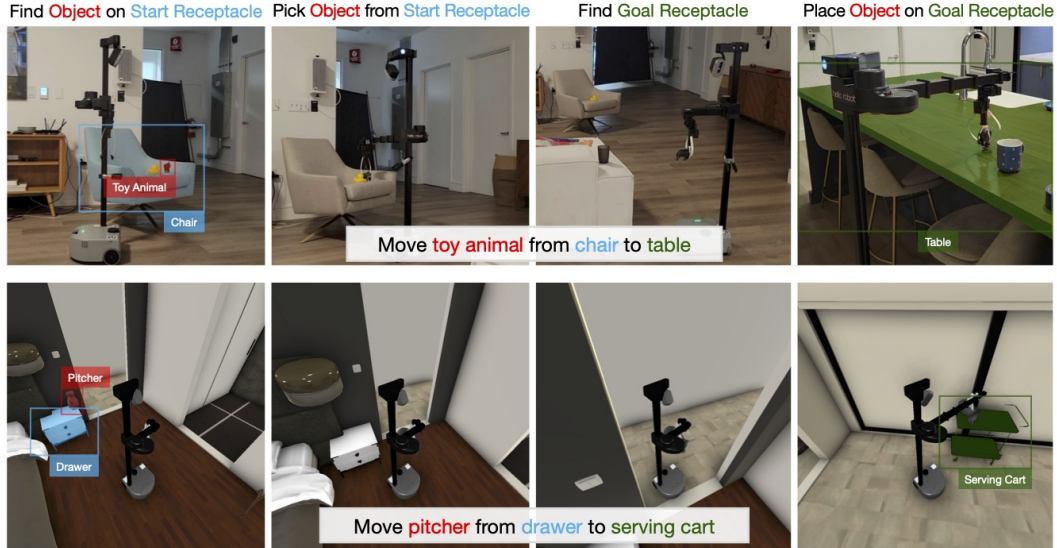 Find Object on Start Receptacle
Pick Object from Start Receptacle
Find Goal Receptacle
Place Object on Goal Receptacle
Toy Animal
Chair
hello robot
Table
Move toy animal from chair to table
Pitcher
Drawer
Serving Cart
Move pitcher from drawer to serving cart